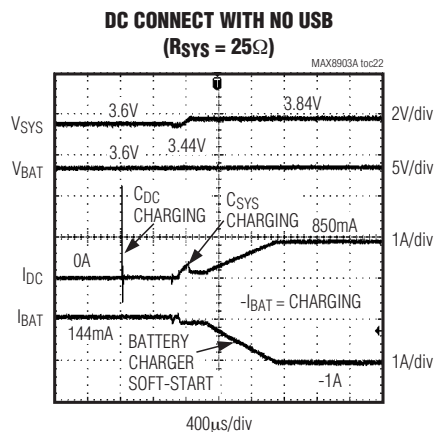 DC CONNECT WITH NO USB
(RSYS = 25Ω)
MAX8903A toc22
3.6V
3.84V
2V/div
VSYS
3.44V
3.6V
VBAT
5V/div
CDC
CHARGING
CSYS
CHARGING
850mA
1A/div
0A
IDC
-IBAT = CHARGING
IBAT
144mA
BATTERY
CHARGER
SOFT-START
-1A
1A/div
400µs/div